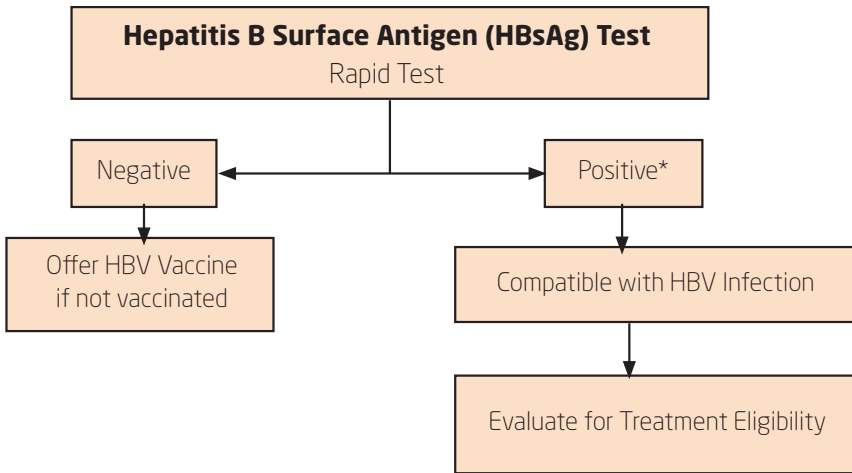 Hepatitis B Surface Antigen (HBsAg) Test
Rapid Test
Negative
Positive*
Offer HBV Vaccine
if not vaccinated
Compatible with HBV Infection
Evaluate for Treatment Eligibility